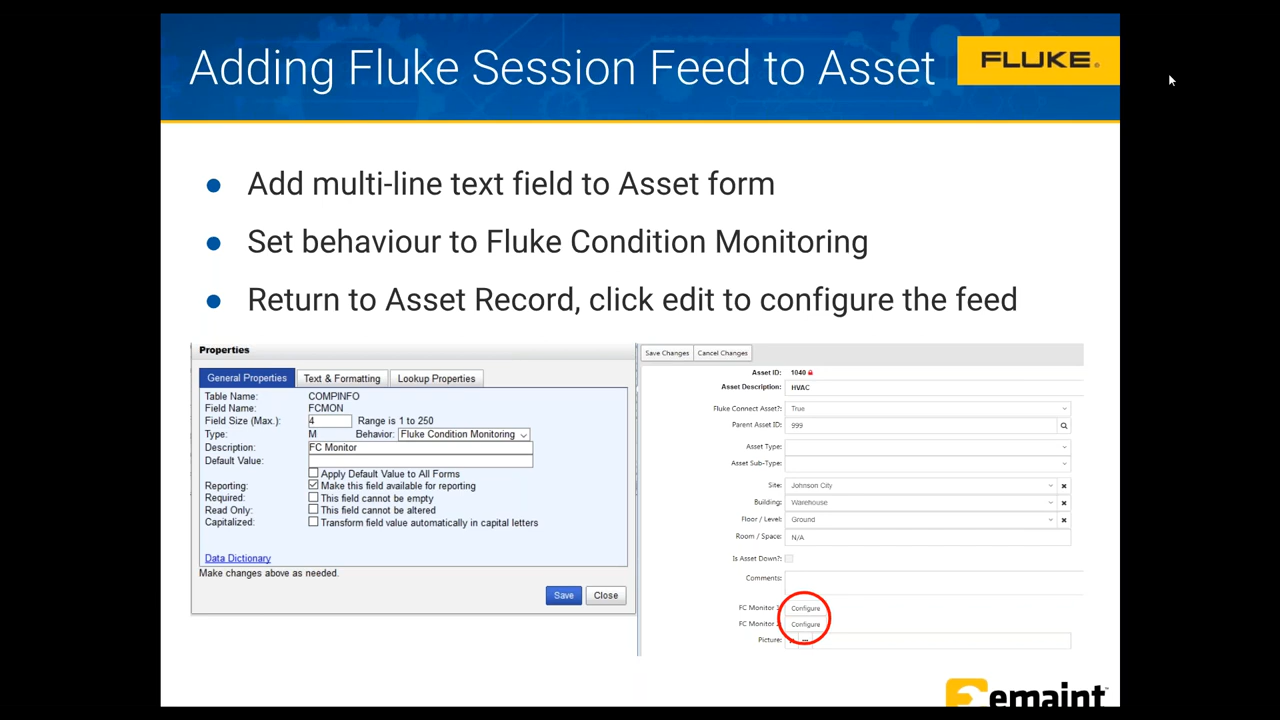 Adding Fluke Session Feed to Asset
FLUKE®
● Add multi-line text field to Asset form
● Set behaviour to Fluke Condition Monitoring
● Return to Asset Record, click edit to configure the feed
Properties
General Properties Text & Formatting Lookup Properties
Table Name: COMPINFO
Field Name: FCMON
Field Size (Max.): 4 Range is 1 to 250
Type: M Behavior: Fluke Condition Monitoring
Description: FC Monitor
Default Value:
Apply Default Value to All Forms
Reporting: Make this field available for reporting
Required: This field cannot be empty
Read Only: This field cannot be altered
Capitalized: Transform field value automatically in capital letters
Data Dictionary
Make changes above as needed.
Save Close
Save Changes Cancel Changes
Asset ID: 1040
Asset Description: HVAC
Fluke Connect Asset?: True
Parent Asset ID: 999
Asset Type:
Asset Sub-Type:
Site: Johnson City
Building: Warehouse
Floor / Level: Ground
Room / Space: N/A
Is Asset Down?:
Comments:
FC Monitor Configure
FC Monitor Configure
Picture: ...
emaint™